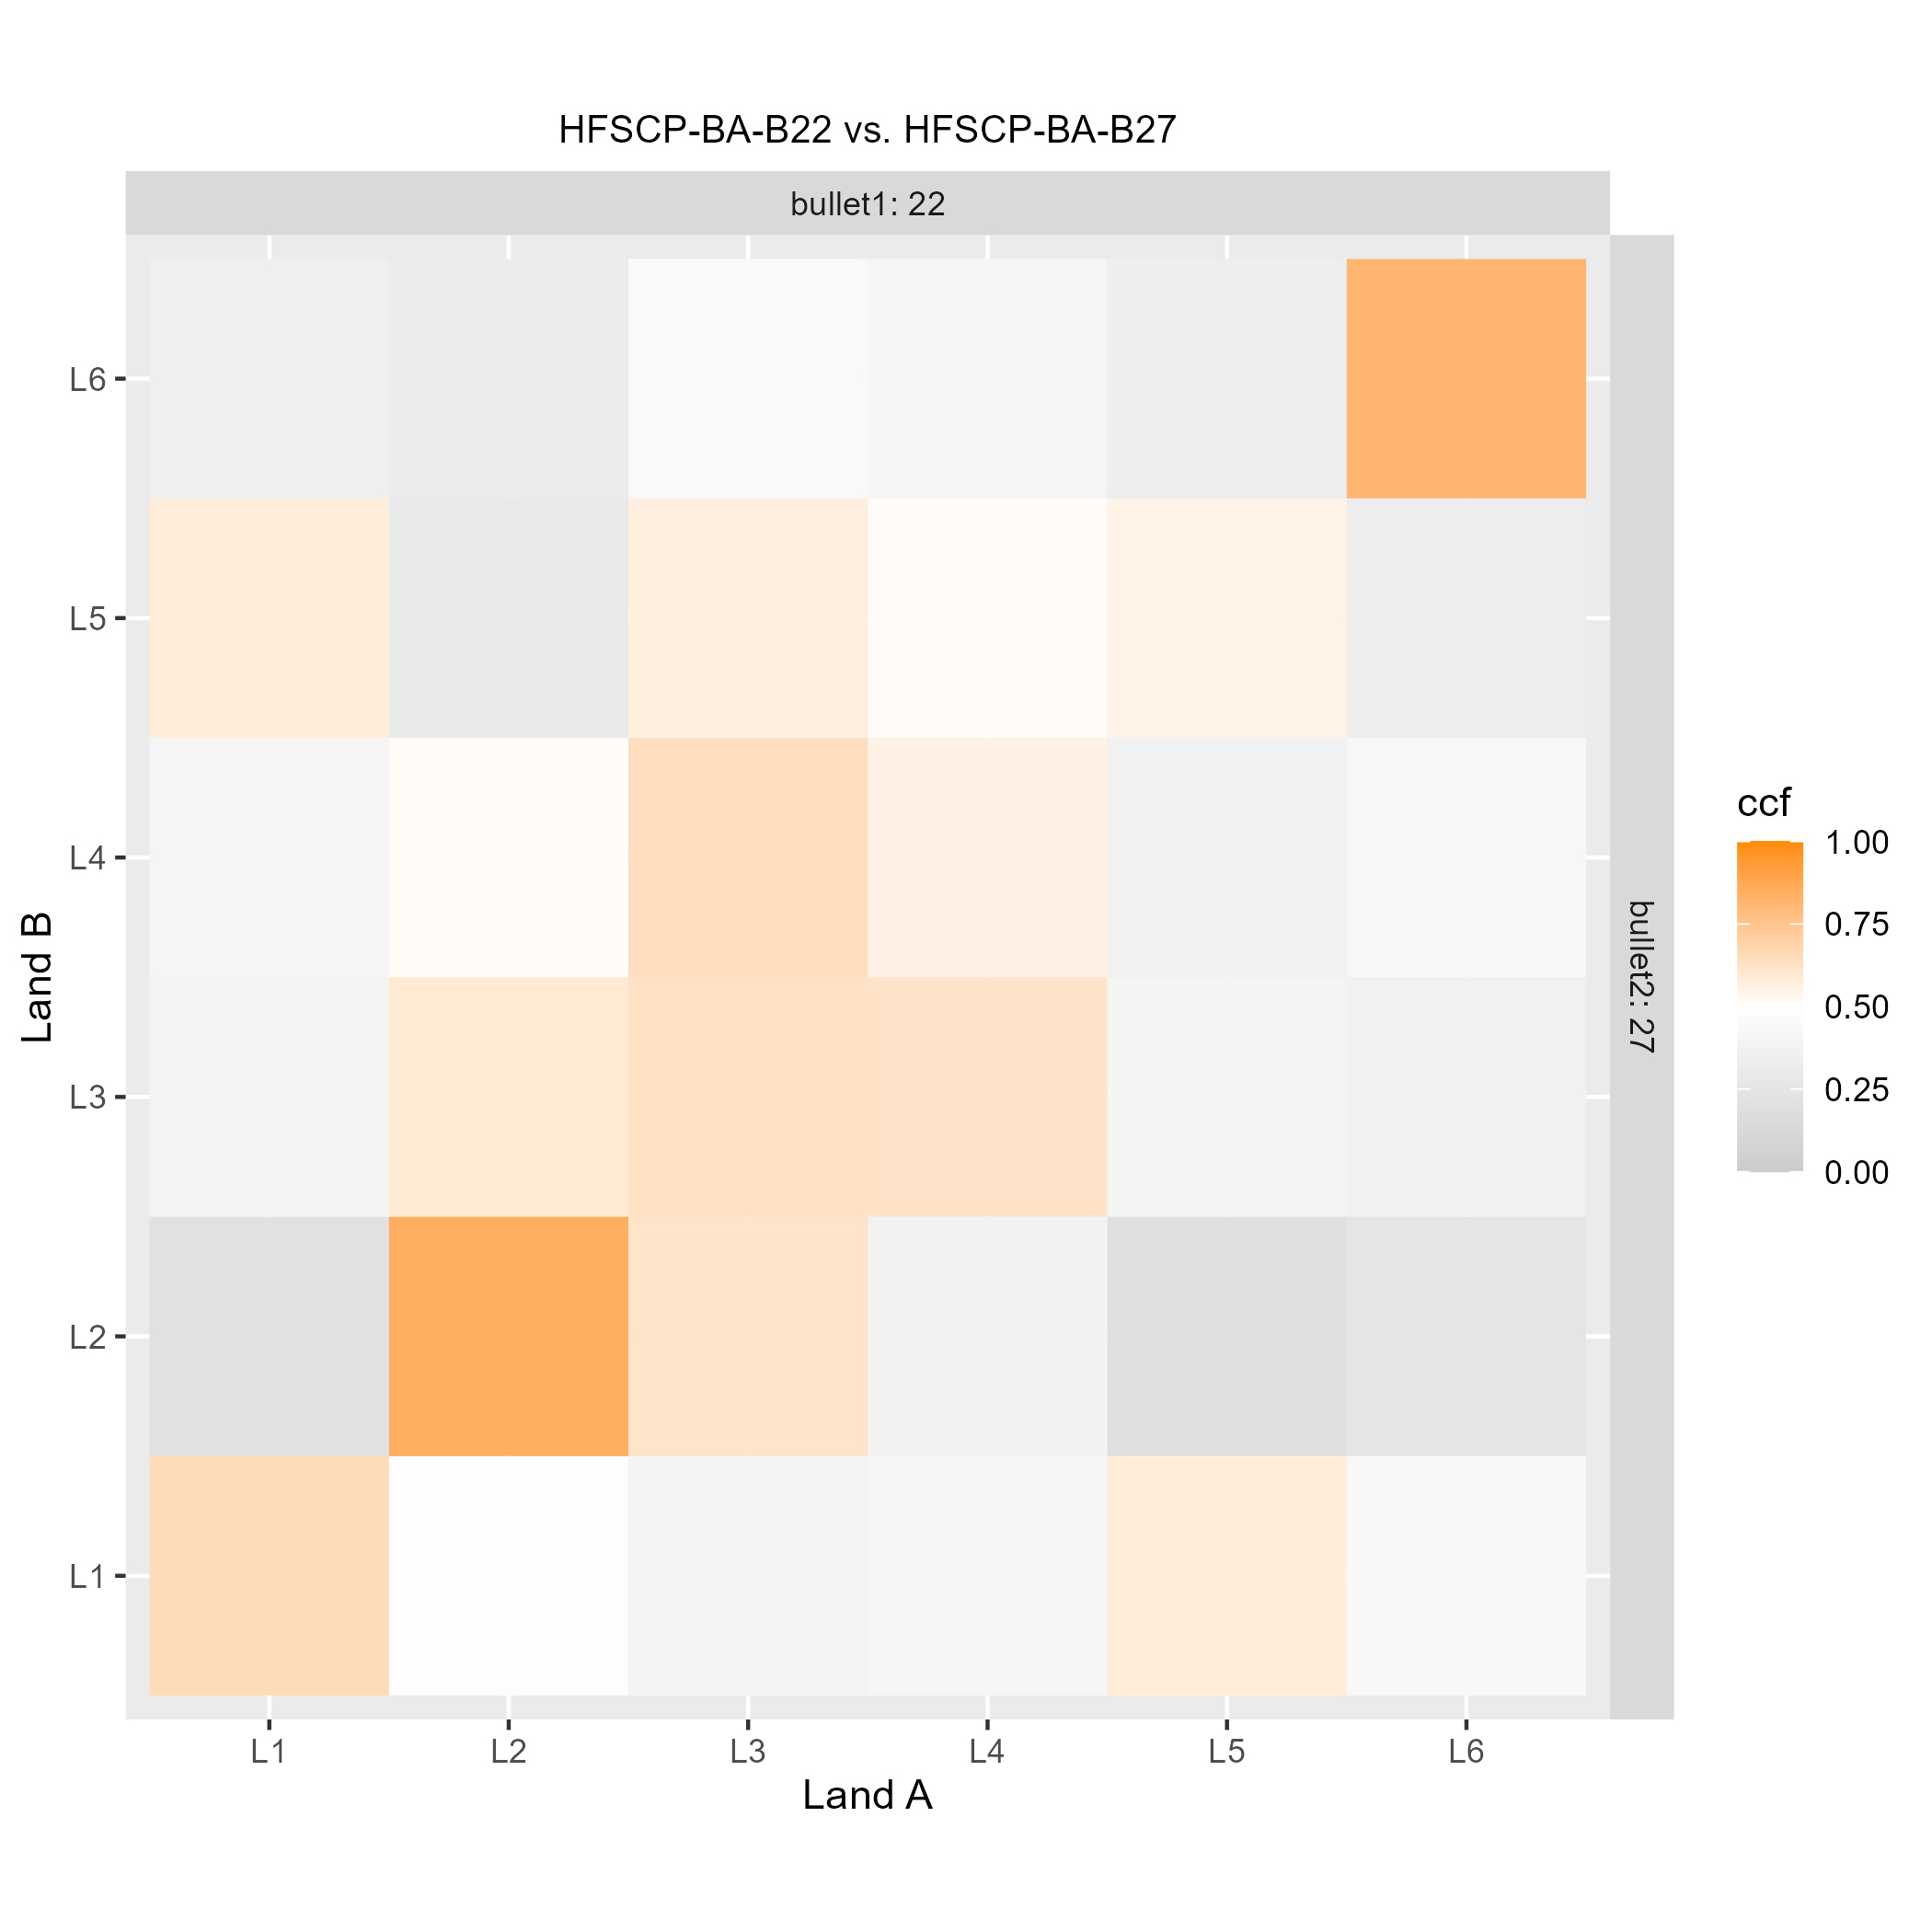 HFSCP-BA-B22 vs. HFSCP-BA-B27
bullet1: 22
L6
L5
L4
L3
L2
L1
Land B
bullet2: 27
L1 L2 L3 L4 L5 L6
Land A
ccf
1.00
0.75
0.50
0.25
0.00